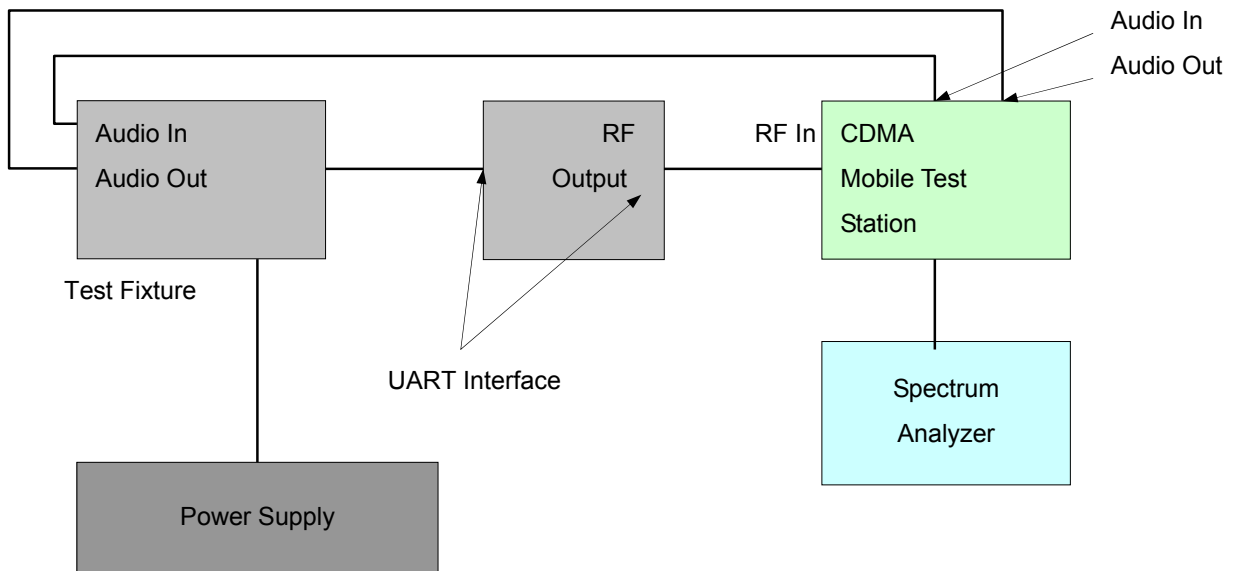 Audio In
Audio Out
Audio In
Audio Out
RF
Output
RF In
CDMA
Mobile Test
Station
Test Fixture
UART Interface
Spectrum
Analyzer
Power Supply